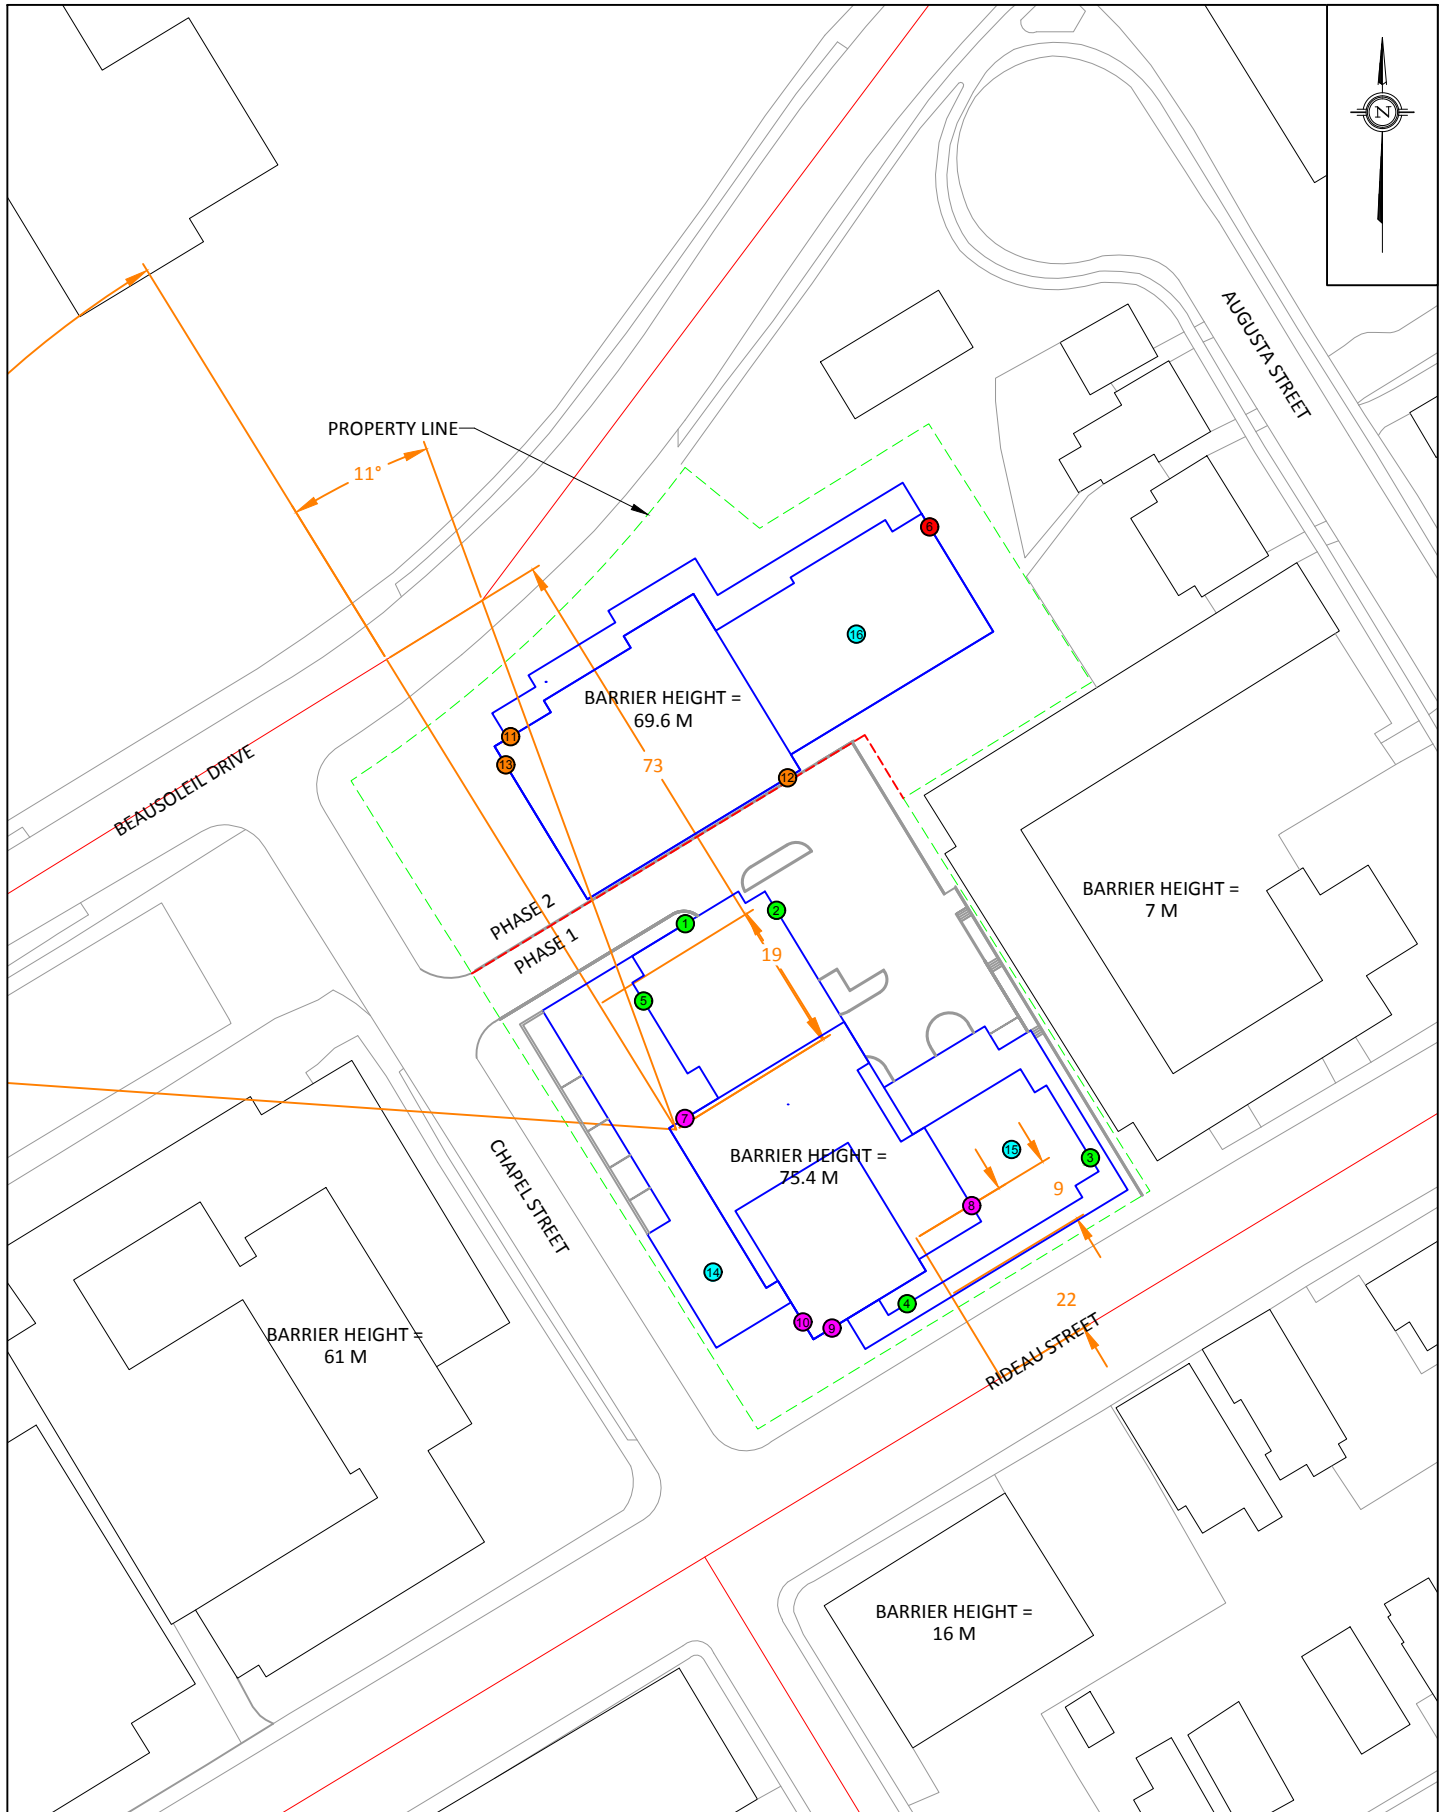 N
AUGUSTA STREET
PROPERTY LINE
11°
6
16
BARRIER HEIGHT =
69.6 M
11
13
73
12
BEAUSOLEIL DRIVE
BARRIER HEIGHT =
7 M
PHASE 2
PHASE 1
1
2
19
5
7
CHAPEL STREET
BARRIER HEIGHT =
75.4 M
15
3
9
8
14
4
10
9
22
RIDEAU STREET
BARRIER HEIGHT =
61 M
BARRIER HEIGHT =
16 M